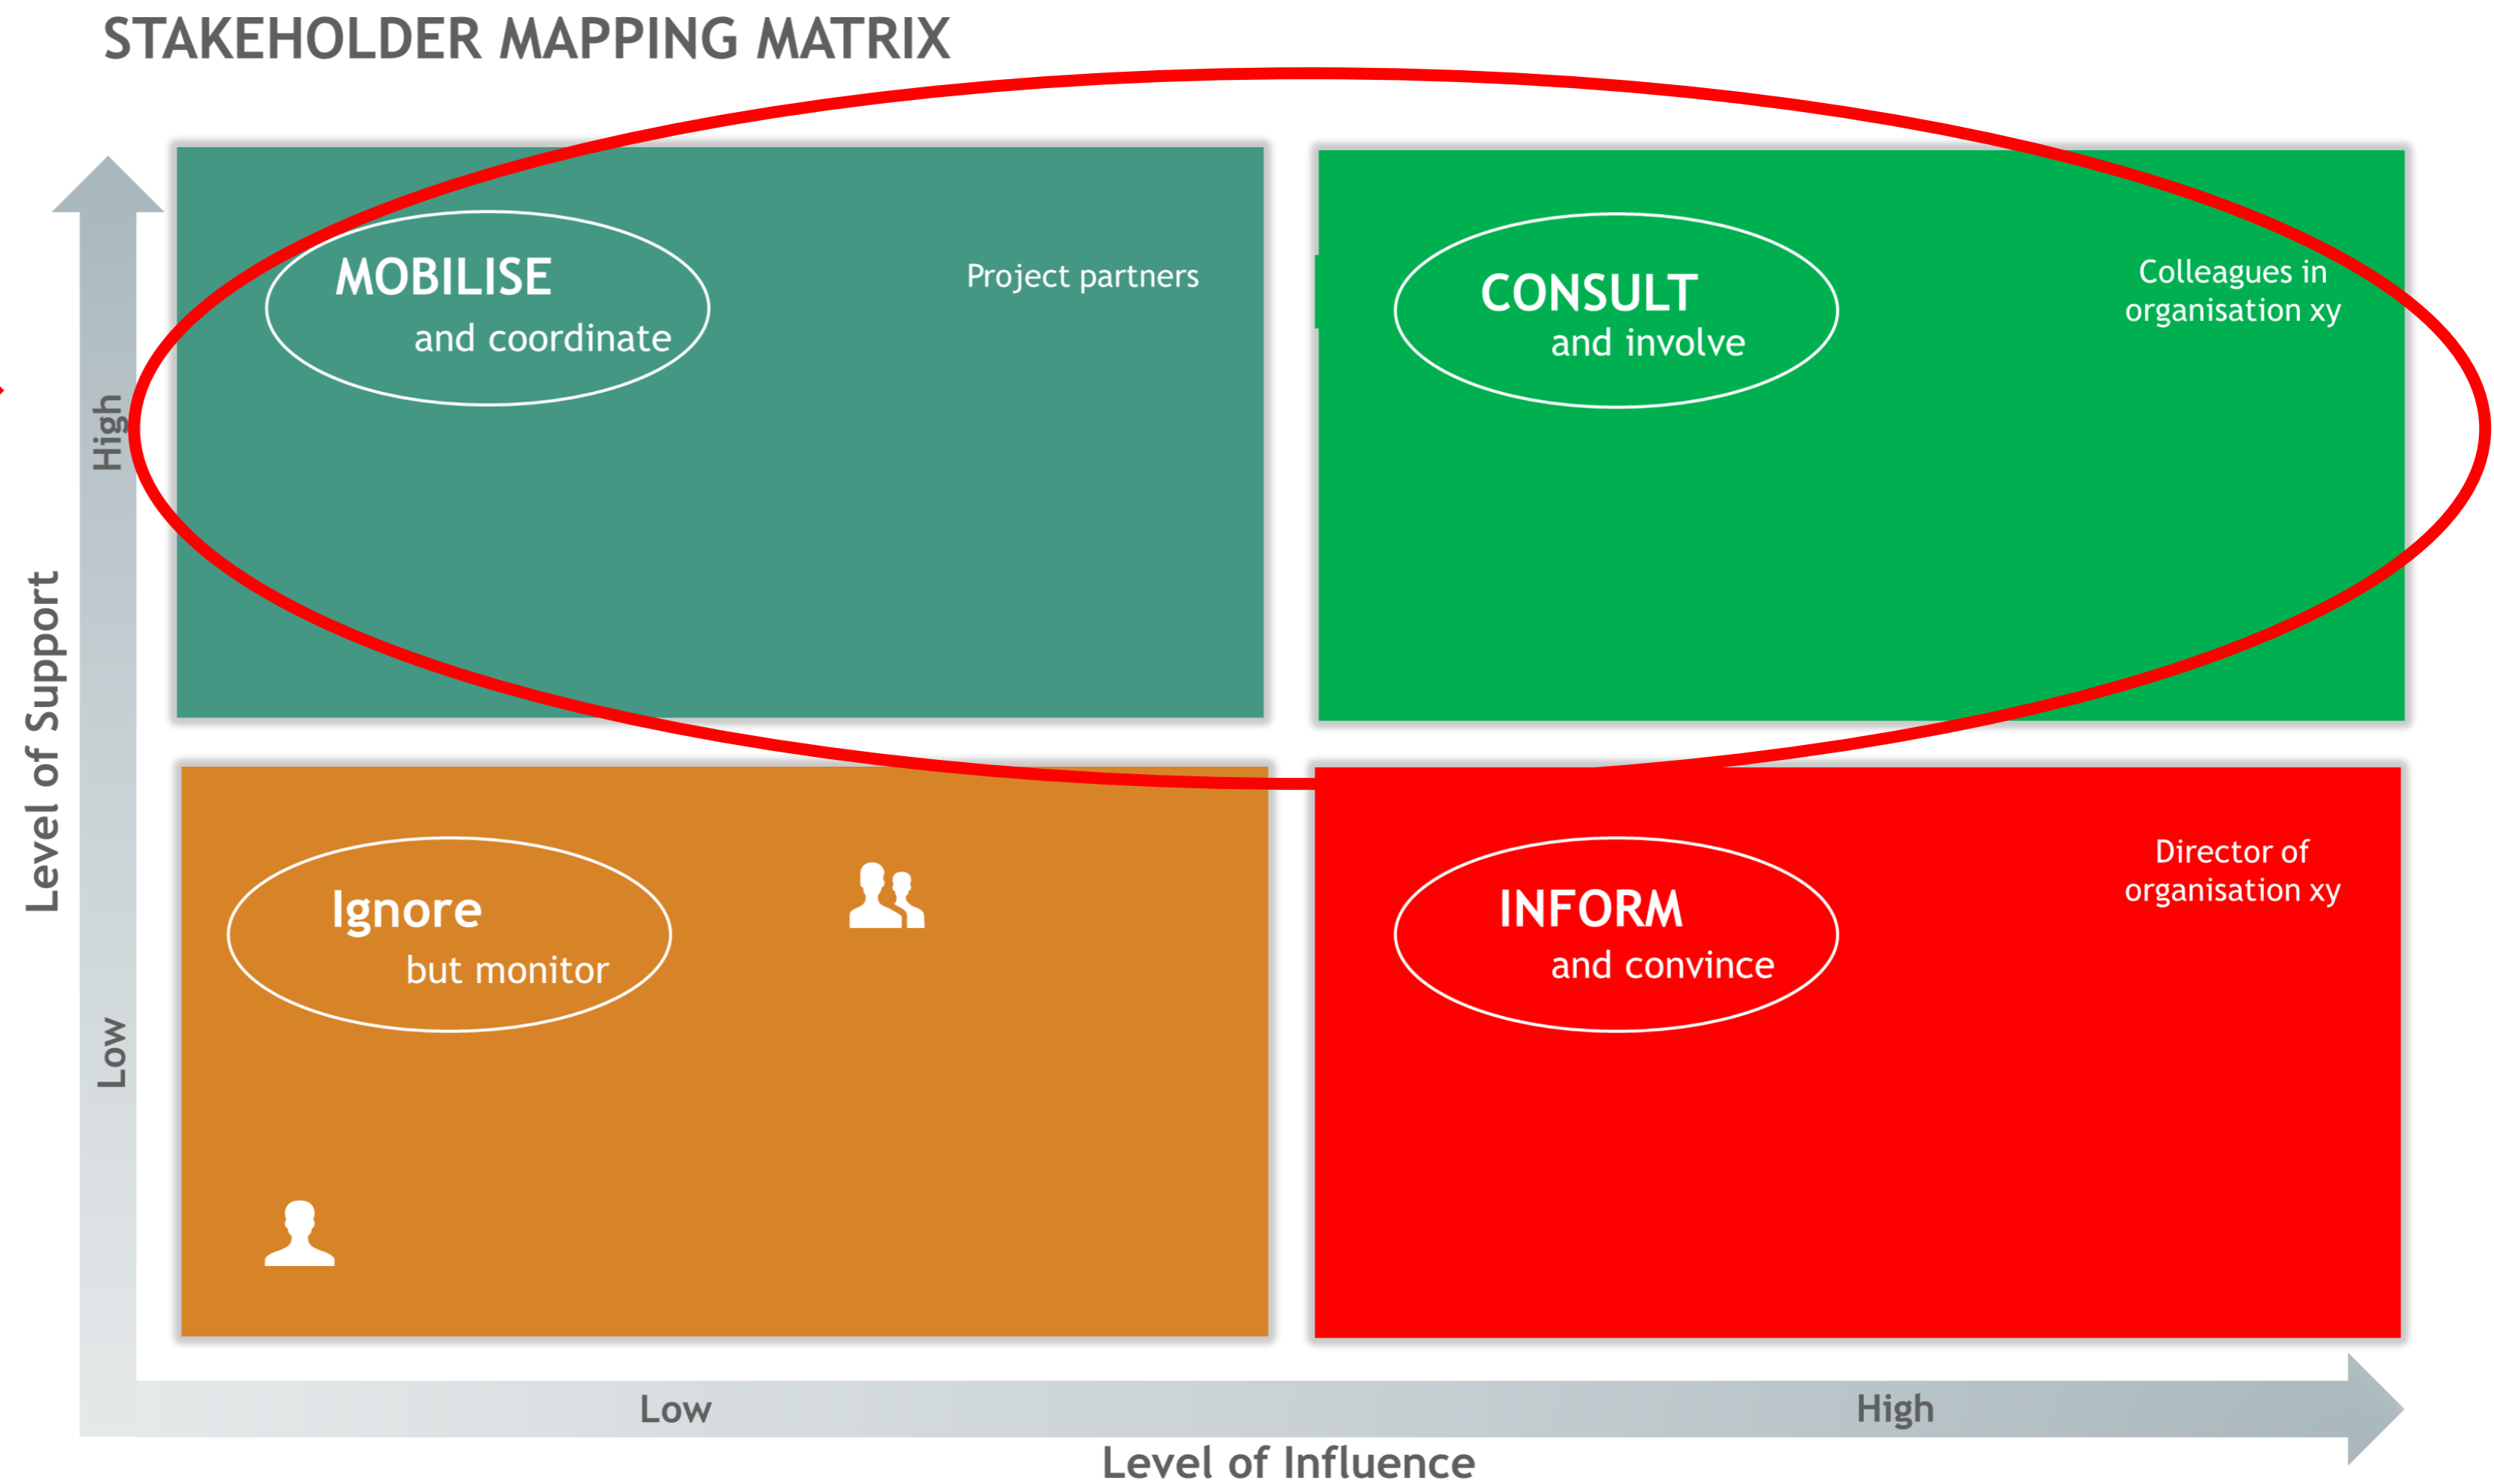 STAKEHOLDER MAPPING MATRIX
MOBILISE
and coordinate
Project partners
CONSULT
and involve
Colleagues in
organisation xy
High
Level of Support
Ignore
but monitor
INFORM
and convince
Director of
organisation xy
Low
Low
High
Level of Influence